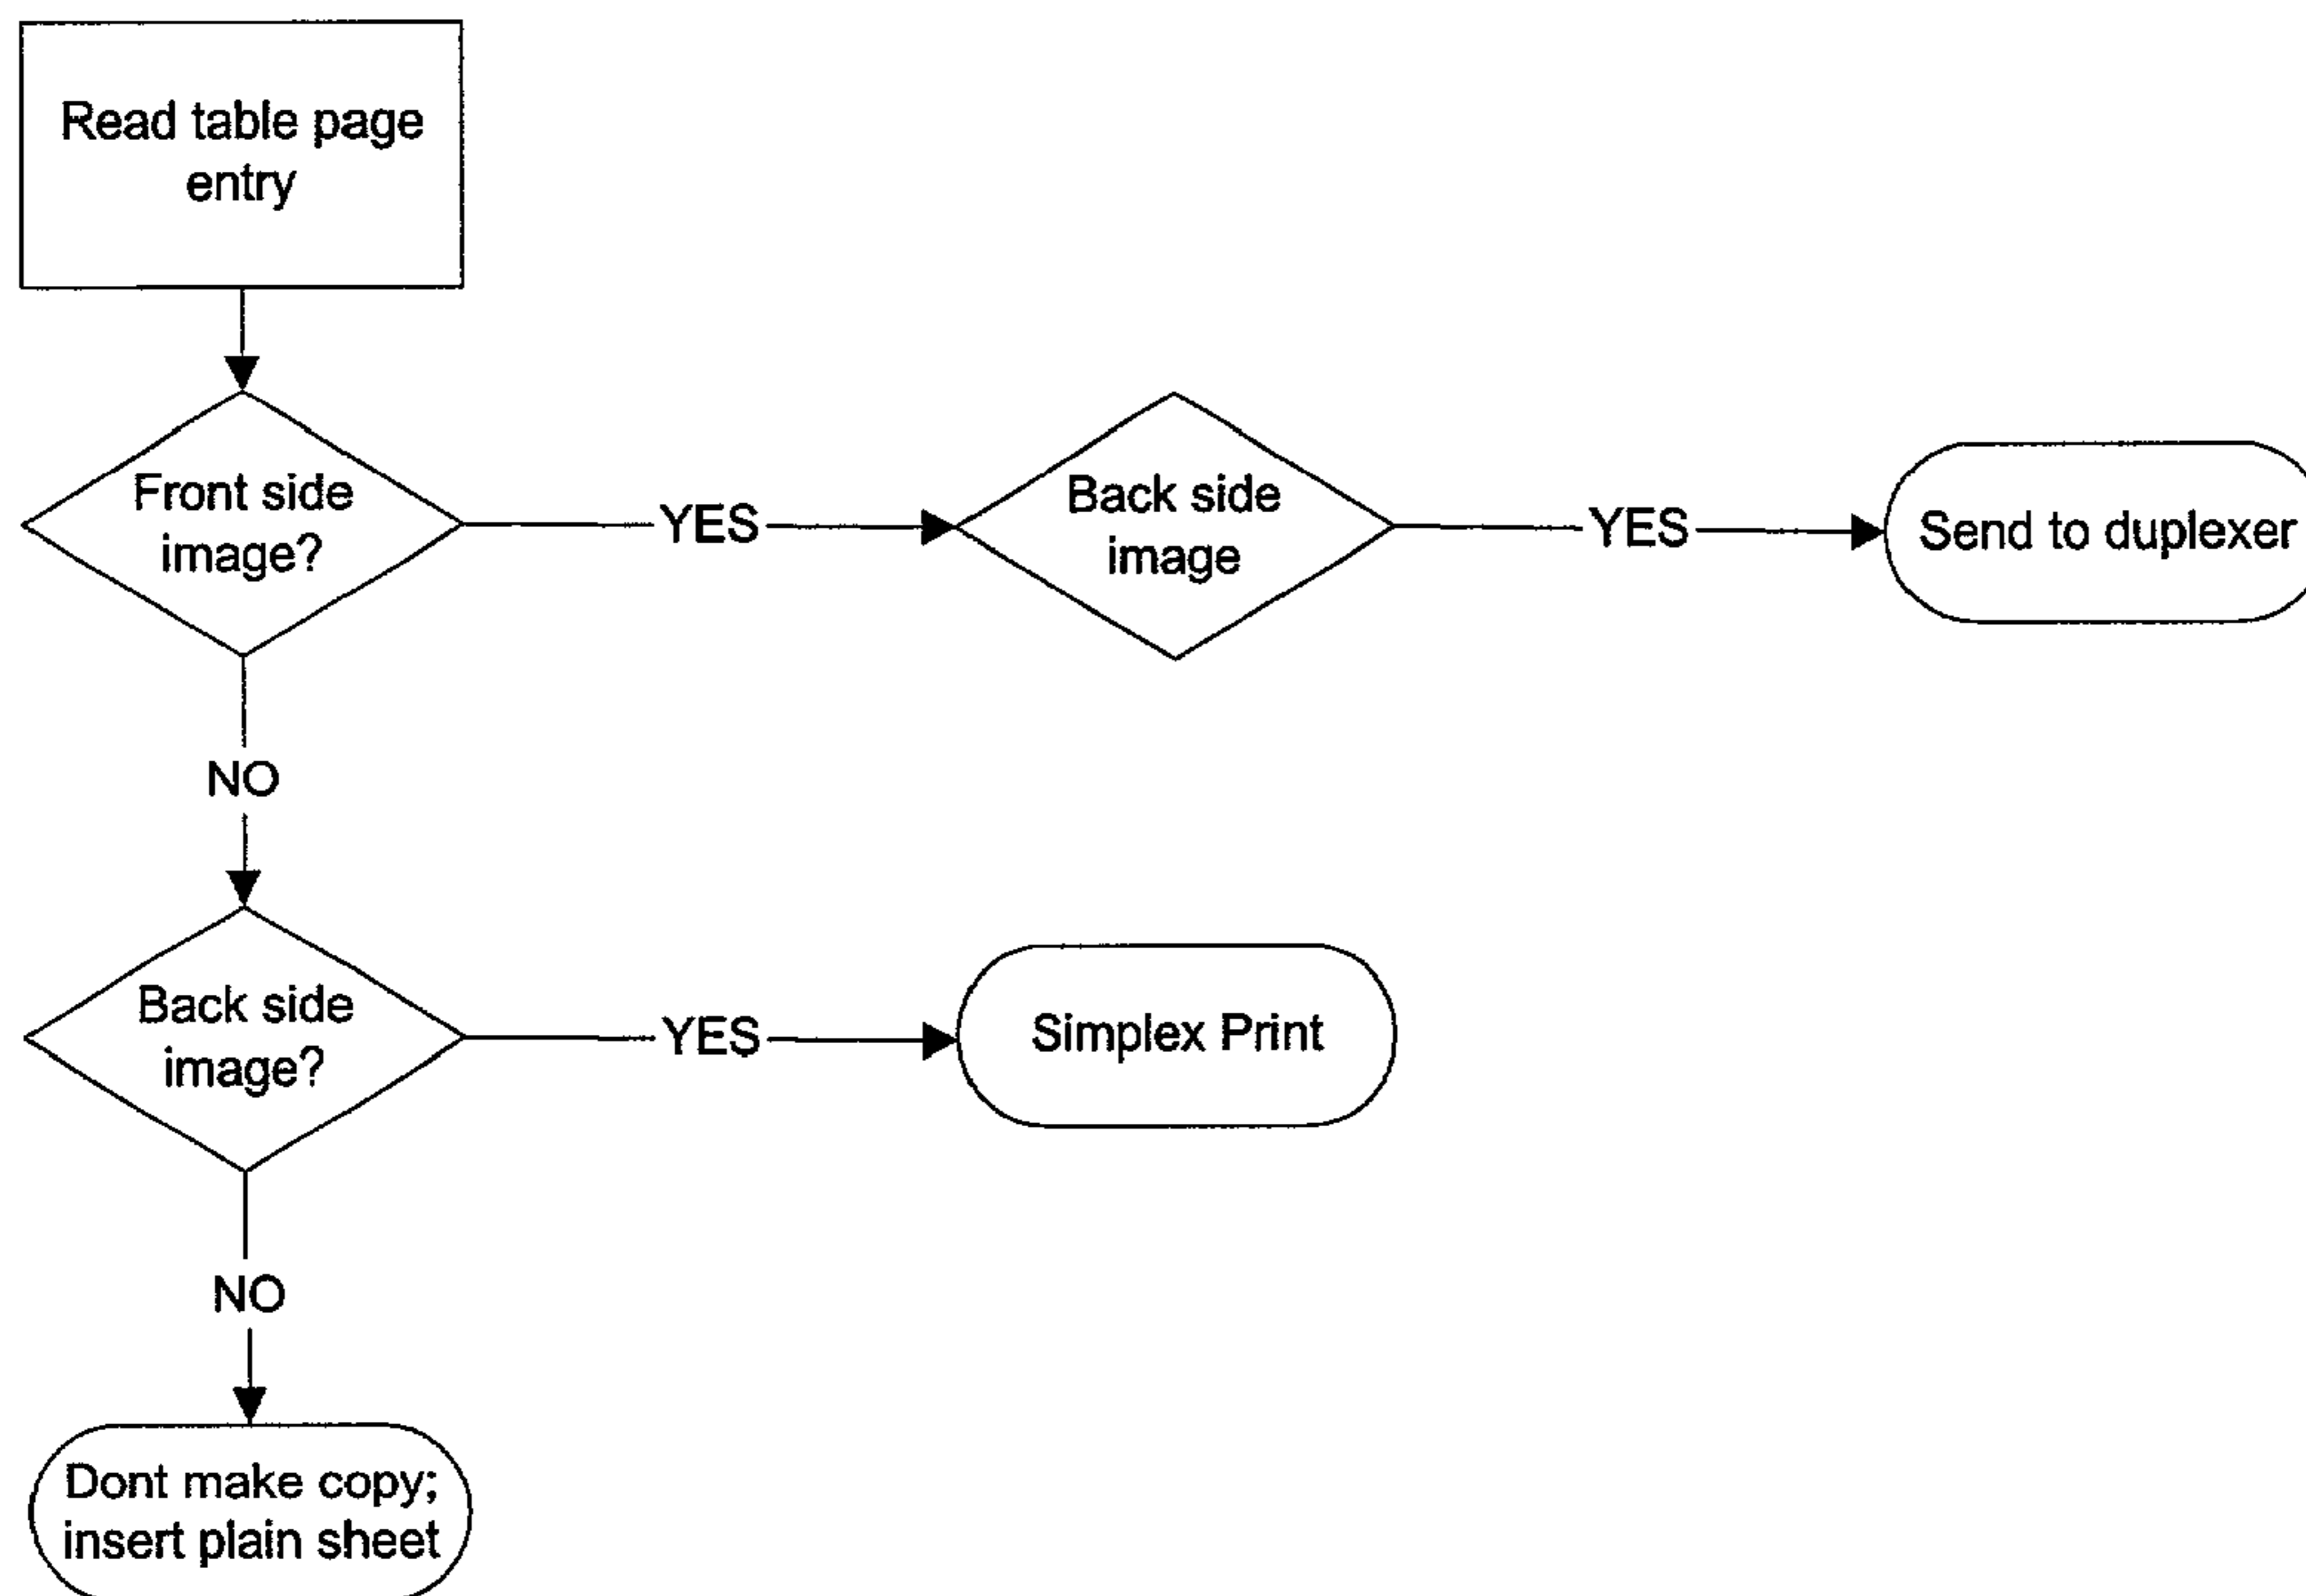 Read table page
entry
Front side
image?
YES
Back side
image
YES
Send to duplexer
NO
Back side
image?
YES
Simplex Print
NO
Dont make copy;
insert plain sheet